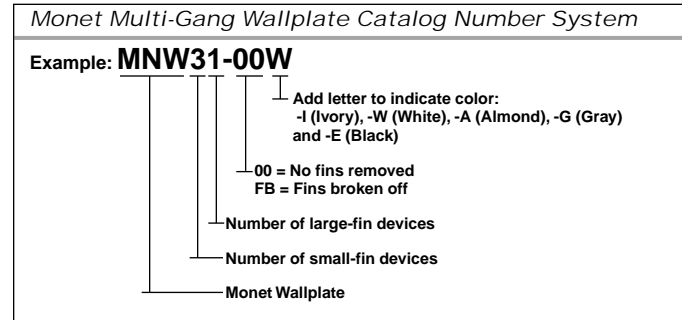 Monet Multi-Gang Wallplate Catalog Number System
Example: MNW31-00W
Add letter to indicate color:
-I (Ivory), -W (White), -A (Almond), -G (Gray)
and -E (Black)
00 = No fins removed
FB = Fins broken off
Number of large-fin devices
Number of small-fin devices
Monet Wallplate